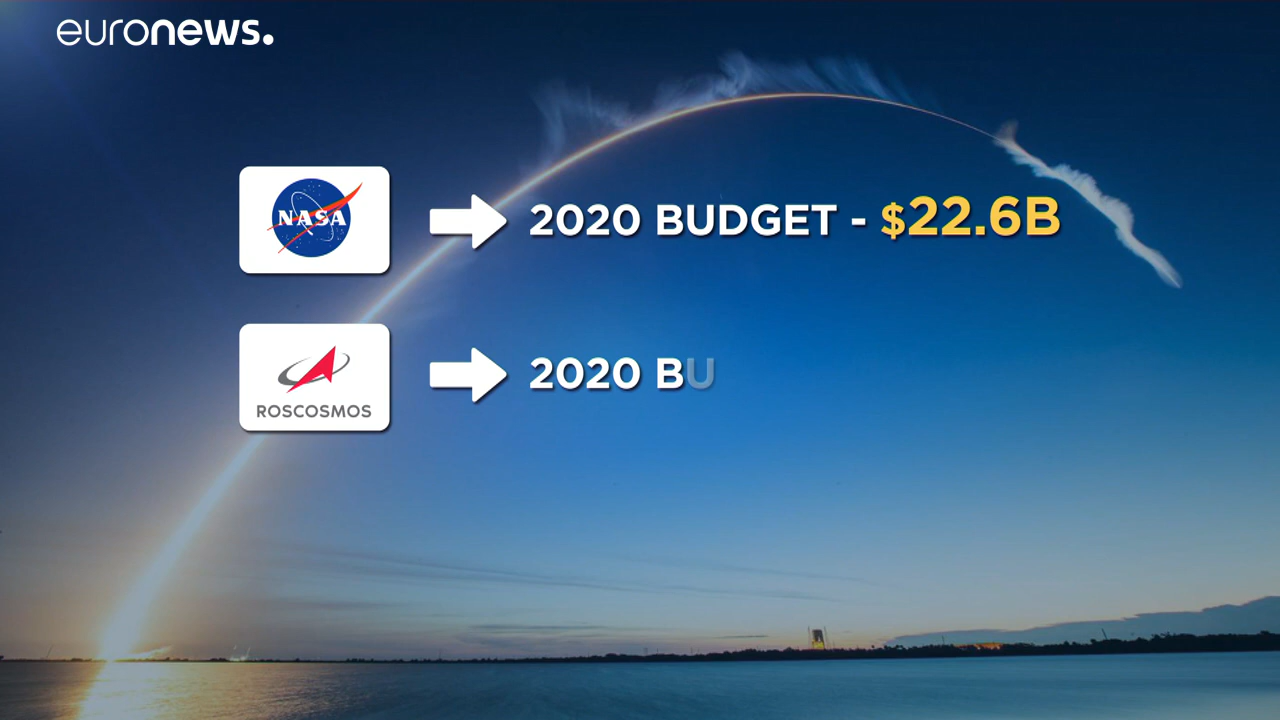 euronews.
NASA
2020 BUDGET - $22.6B
ROSCOSMOS
2020 BU